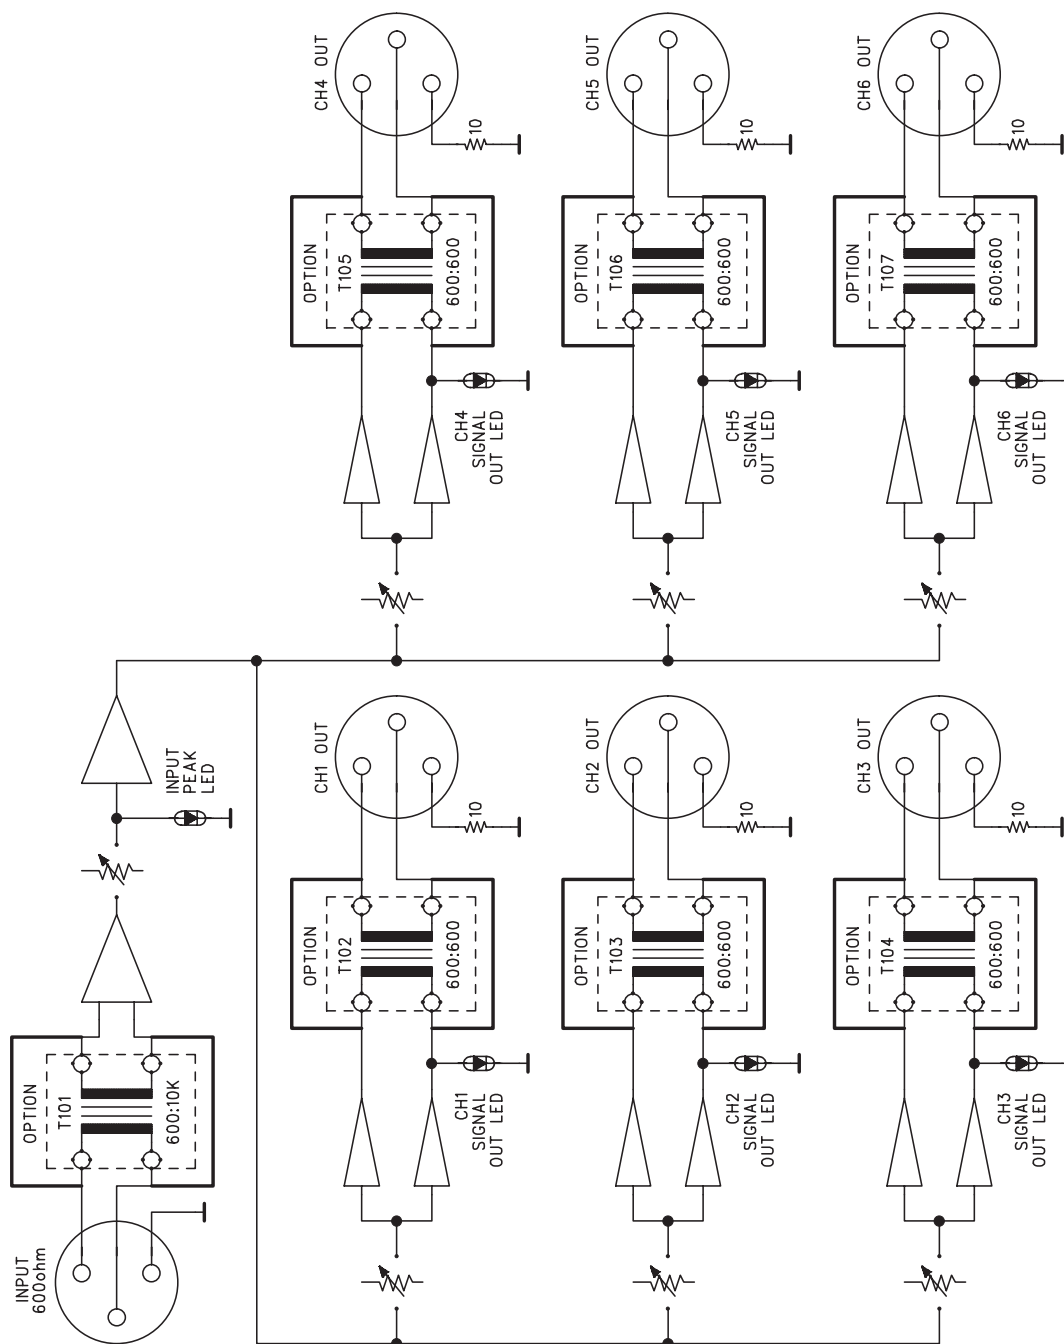 CH4 OUT
10
OPTION
T105
600:600
CH4
SIGNAL
OUT LED
CH5 OUT
10
OPTION
T106
600:600
CH5
SIGNAL
OUT LED
CH6 OUT
10
OPTION
T107
600:600
CH6
SIGNAL
OUT LED
INPUT
PEAK
LED
CH1 OUT
10
OPTION
T102
600:600
CH1
SIGNAL
OUT LED
CH2 OUT
10
OPTION
T103
600:600
CH2
SIGNAL
OUT LED
CH3 OUT
10
OPTION
T104
600:600
CH3
SIGNAL
OUT LED
OPTION
T101
600:10K
INPUT
600ohm